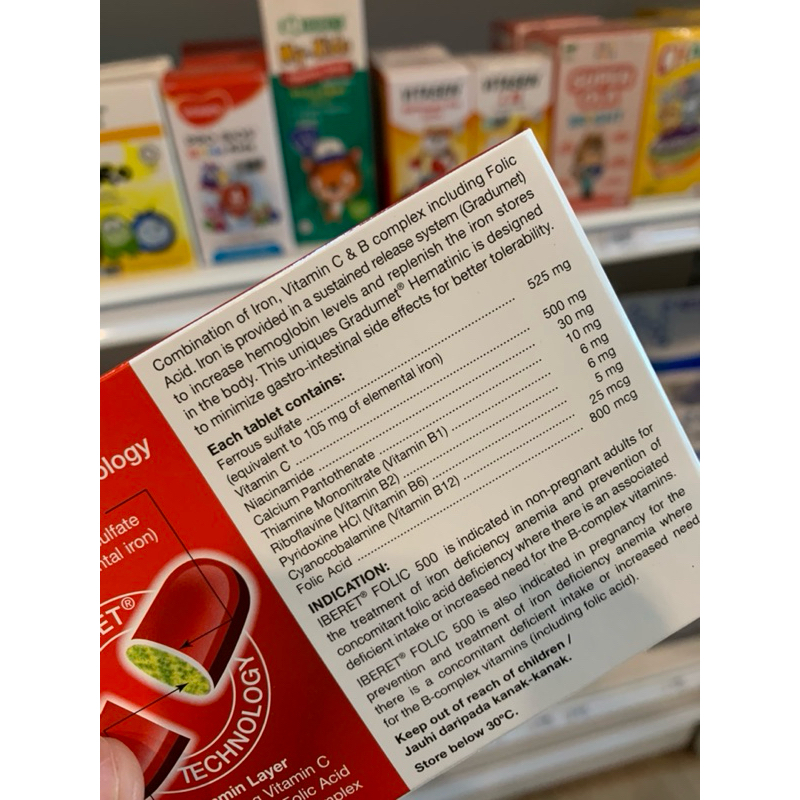 Combination of Iron, Vitamin C & B complex including Folic
Acid. Iron is provided in a sustained release system (Gradumet)
to increase hemoglobin levels and replenish the iron stores
in the body. This uniques Gradumet® Hematinic is designed
to minimize gastro-intestinal side effects for better tolerability.
Each tablet contains:
Ferrous sulfate ........ 525 mg
(equivalent to 105 mg of elemental iron)
Vitamin C ........ 500 mg
Niacinamide ........ 30 mg
Calcium Pantothenate ........ 10 mg
Thiamine Mononitrate (Vitamin B1) ........ 6 mg
Riboflavine (Vitamin B2) ........ 6 mg
Pyridoxine HCl (Vitamin B6) ........ 5 mg
Cyanocobalamine (Vitamin B12) ........ 25 mcg
Folic Acid ........ 800 mcg
INDICATION:
IBERET® FOLIC 500 is indicated in non-pregnant adults for
the treatment of iron deficiency anemia and prevention of
concomitant folic acid deficiency where there is an associated
deficient intake or increased need for the B-complex vitamins.
IBERET® FOLIC 500 is also indicated in pregnancy for the
prevention and treatment of iron deficiency anemia where
there is a concomitant deficient intake or increased need
for the B-complex vitamins (including folic acid).
Keep out of reach of children /
Jauhi daripada kanak-kanak.
Store below 30°C.
ology
ulfate
ntal iron)
ET®
TECHNOLOGY
min Layer
g Vitamin C
Folic Acid
plex